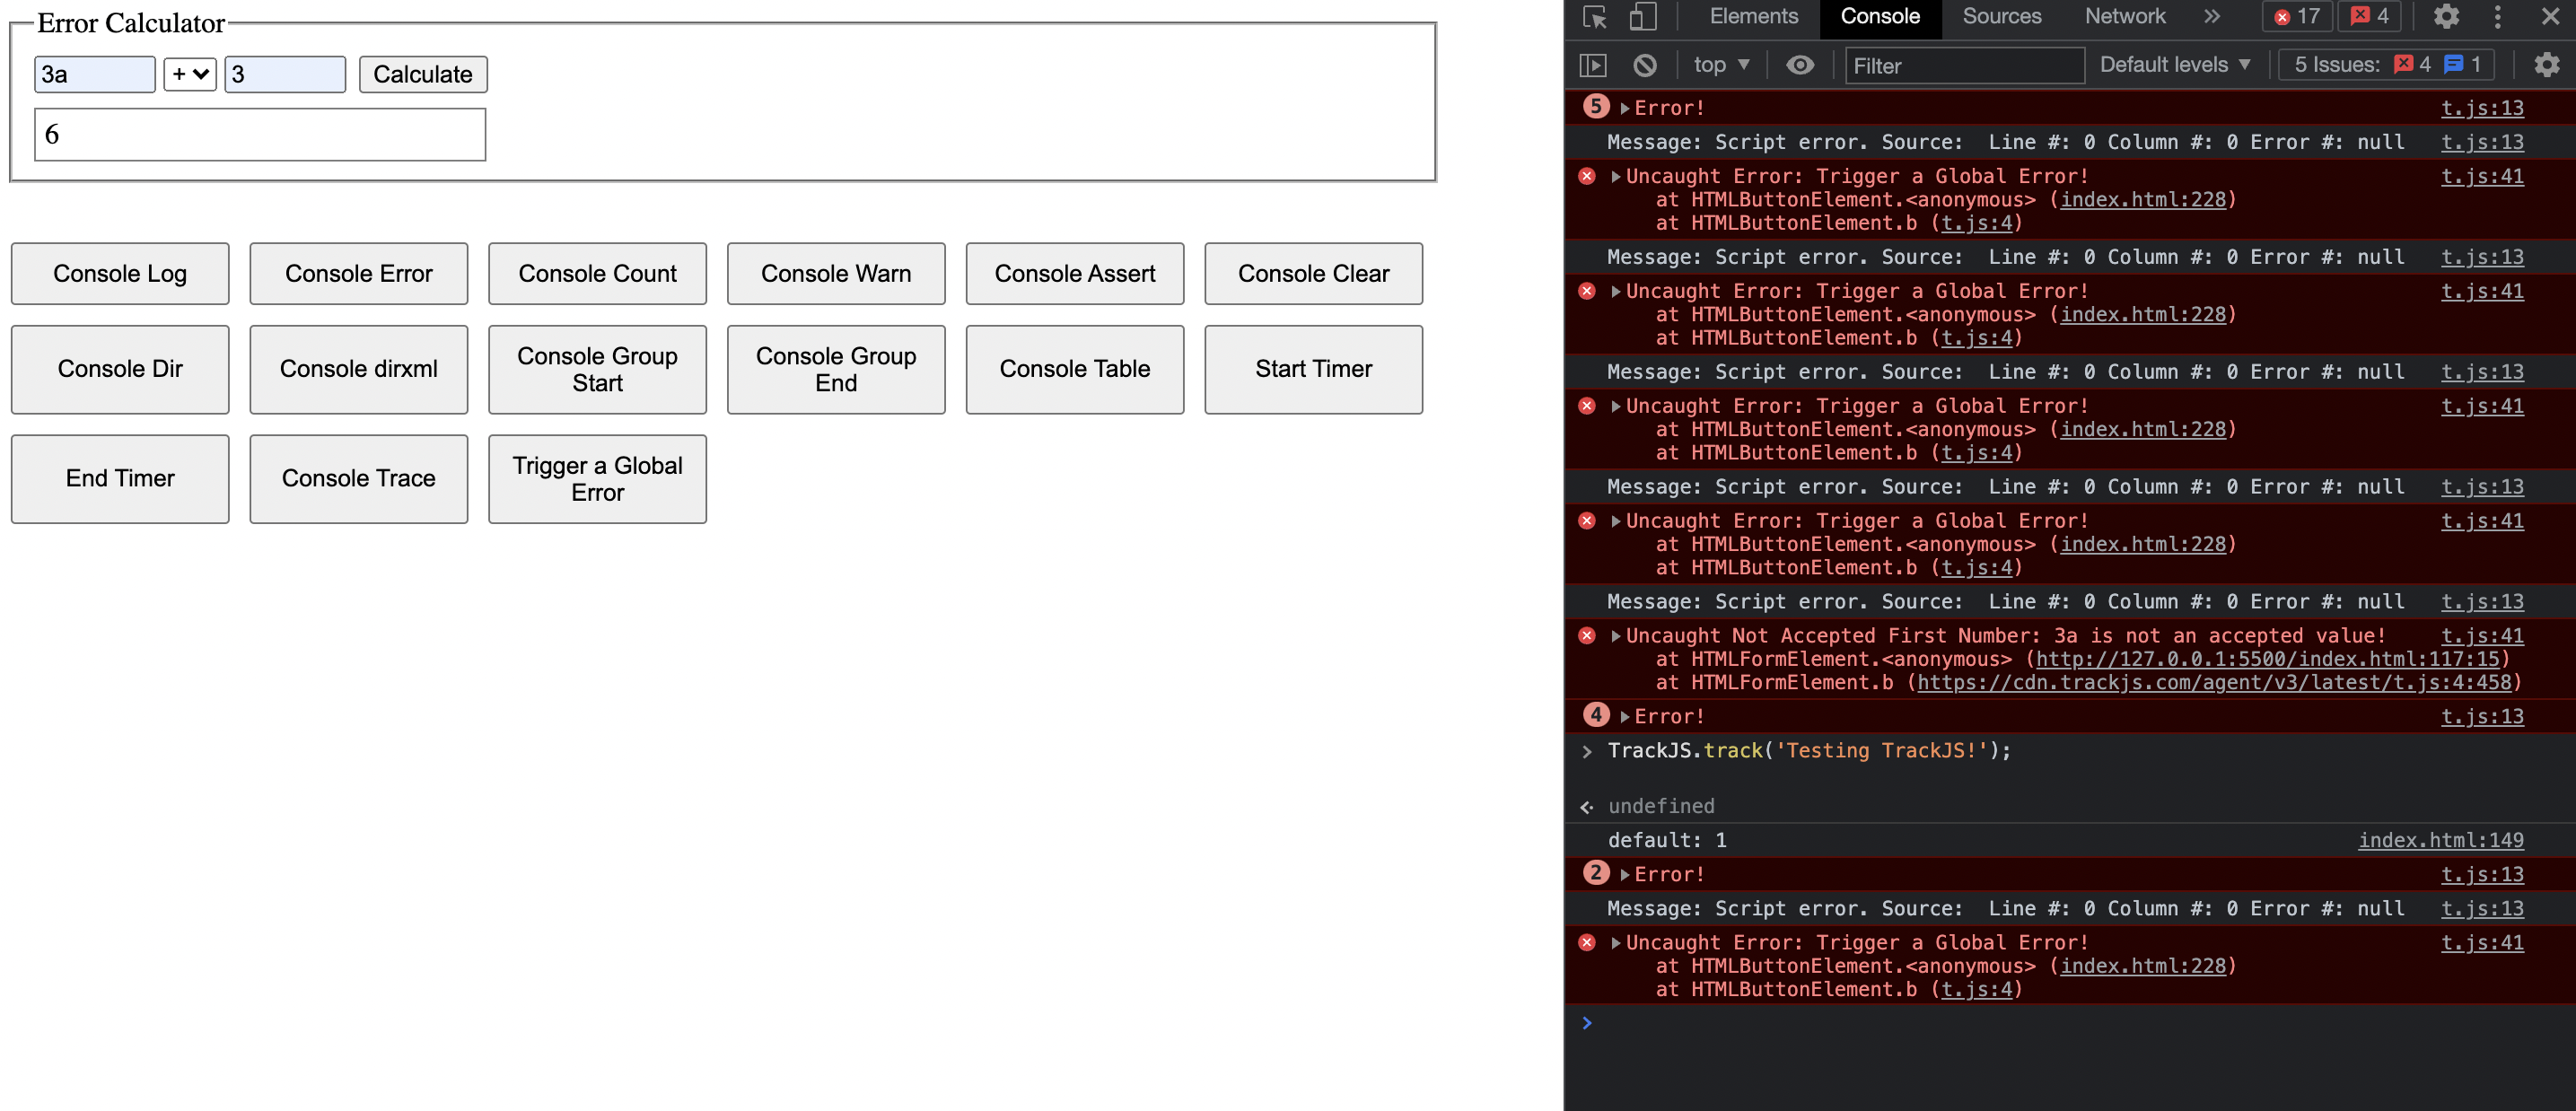 Error Calculator
3a + 3 Calculate
6
Console Log Console Error Console Count Console Warn Console Assert Console Clear
Console Dir Console dirxml Console Group Start Console Group End Console Table Start Timer
End Timer Console Trace Trigger a Global Error
Elements Console Sources Network 17 4
top Filter Default levels 5 Issues: 4 1
5 Error! t.js:13
Message: Script error. Source:  Line #: 0 Column #: 0 Error #: null t.js:13
Uncaught Error: Trigger a Global Error! t.js:41
at HTMLButtonElement.<anonymous> (index.html:228)
at HTMLButtonElement.b (t.js:4)
Message: Script error. Source:  Line #: 0 Column #: 0 Error #: null t.js:13
Uncaught Error: Trigger a Global Error! t.js:41
at HTMLButtonElement.<anonymous> (index.html:228)
at HTMLButtonElement.b (t.js:4)
Message: Script error. Source:  Line #: 0 Column #: 0 Error #: null t.js:13
Uncaught Error: Trigger a Global Error! t.js:41
at HTMLButtonElement.<anonymous> (index.html:228)
at HTMLButtonElement.b (t.js:4)
Message: Script error. Source:  Line #: 0 Column #: 0 Error #: null t.js:13
Uncaught Error: Trigger a Global Error! t.js:41
at HTMLButtonElement.<anonymous> (index.html:228)
at HTMLButtonElement.b (t.js:4)
Message: Script error. Source:  Line #: 0 Column #: 0 Error #: null t.js:13
Uncaught Not Accepted First Number: 3a is not an accepted value! t.js:41
at HTMLFormElement.<anonymous> (http://127.0.0.1:5500/index.html:117:15)
at HTMLFormElement.b (https://cdn.trackjs.com/agent/v3/latest/t.js:4:458)
4 Error! t.js:13
TrackJS.track('Testing TrackJS!');
undefined
default: 1 index.html:149
2 Error! t.js:13
Message: Script error. Source:  Line #: 0 Column #: 0 Error #: null t.js:13
Uncaught Error: Trigger a Global Error! t.js:41
at HTMLButtonElement.<anonymous> (index.html:228)
at HTMLButtonElement.b (t.js:4)